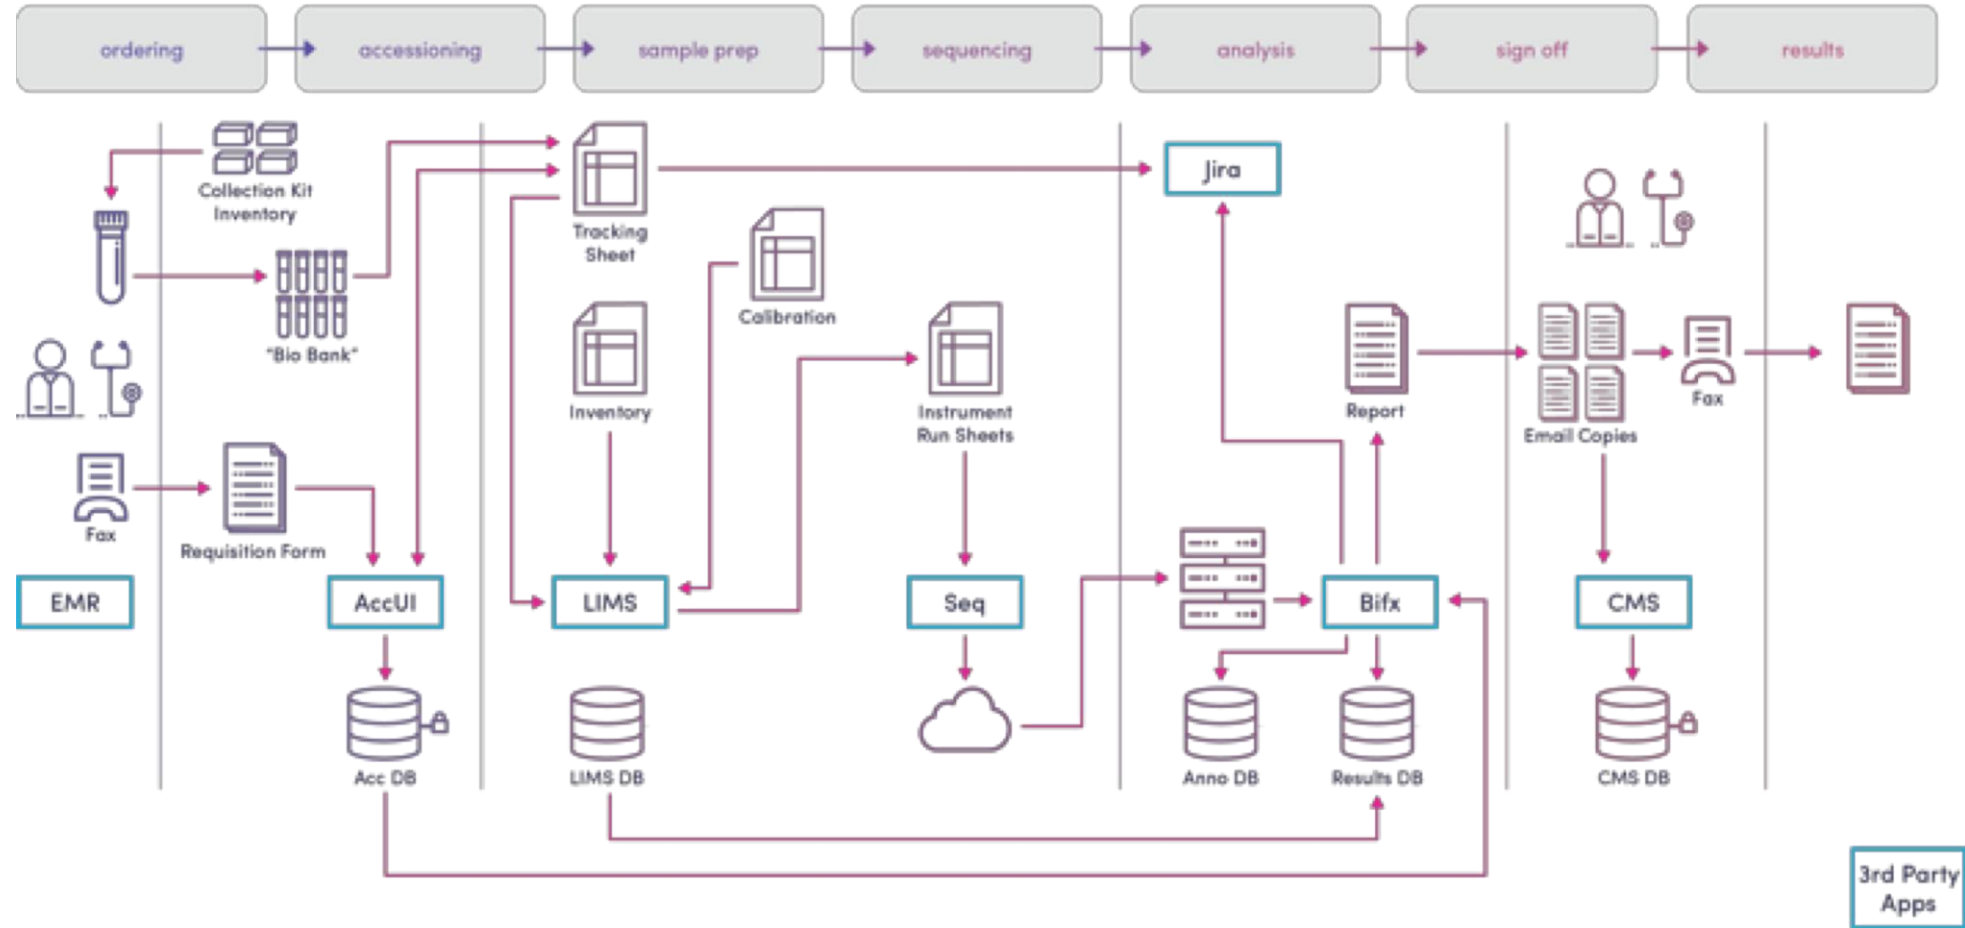 ordering
accessioning
sample prep
sequencing
analysis
sign off
results
Collection Kit
Inventory
"Bio Bank"
Fax
Requisition Form
EMR
AccUI
Acc DB
Tracking
Sheet
Calibration
Inventory
LIMS
LIMS DB
Instrument
Run Sheets
Seq
Jira
Report
Bifx
Anno DB
Results DB
Email Copies
Fax
CMS
CMS DB
3rd Party
Apps